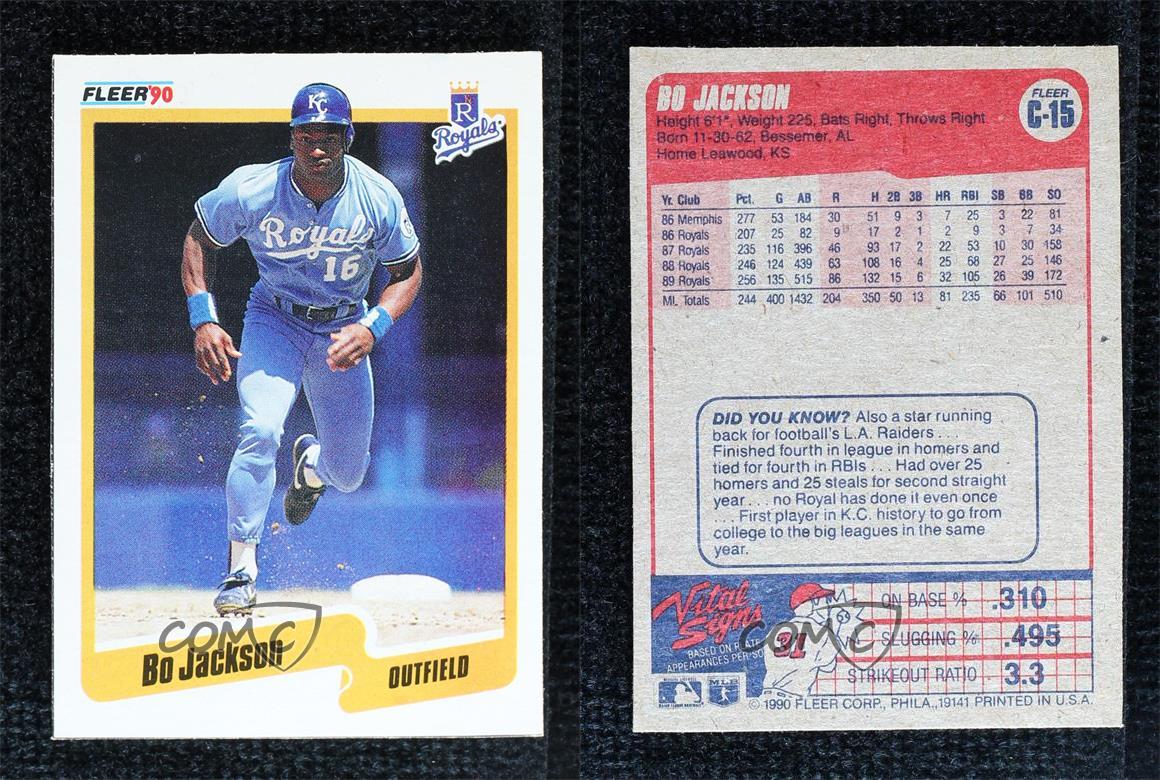 FLEER'90
KC
R
Royals
Royals
16
Bo Jackson
OUTFIELD
COMC
BO JACKSON
Height 6'1", Weight 225, Bats Right, Throws Right
Born 11-30-62, Bessemer, AL
Home Leawood, KS
FLEER
C-15
Yr. Club Pct. G AB R H 2B 3B HR RBI SB BB SO
86 Memphis 277 53 184 30 51 9 3 7 25 3 22 81
86 Royals 207 25 82 9 17 2 1 2 9 3 7 34
87 Royals 235 116 396 46 93 17 2 22 53 10 30 158
88 Royals 246 124 439 63 108 16 4 25 68 27 25 146
89 Royals 256 135 515 86 132 15 6 32 105 26 39 172
Ml. Totals 244 400 1432 204 350 50 13 81 235 66 101 510
DID YOU KNOW? Also a star running
back for football's L.A. Raiders . . .
Finished fourth in league in homers and
tied for fourth in RBIs . . . Had over 25
homers and 25 steals for second straight
year . . . no Royal has done it even once
. . . First player in K.C. history to go from
college to the big leagues in the same
year.
Vital
Signs
BASED ON PLATE
APPEARANCES PER/SO
31
ON BASE % .310
SLUGGING % .495
STRIKEOUT RATIO 3.3
COMC
MLB
© 1990 FLEER CORP., PHILA., 19141 PRINTED IN U.S.A.